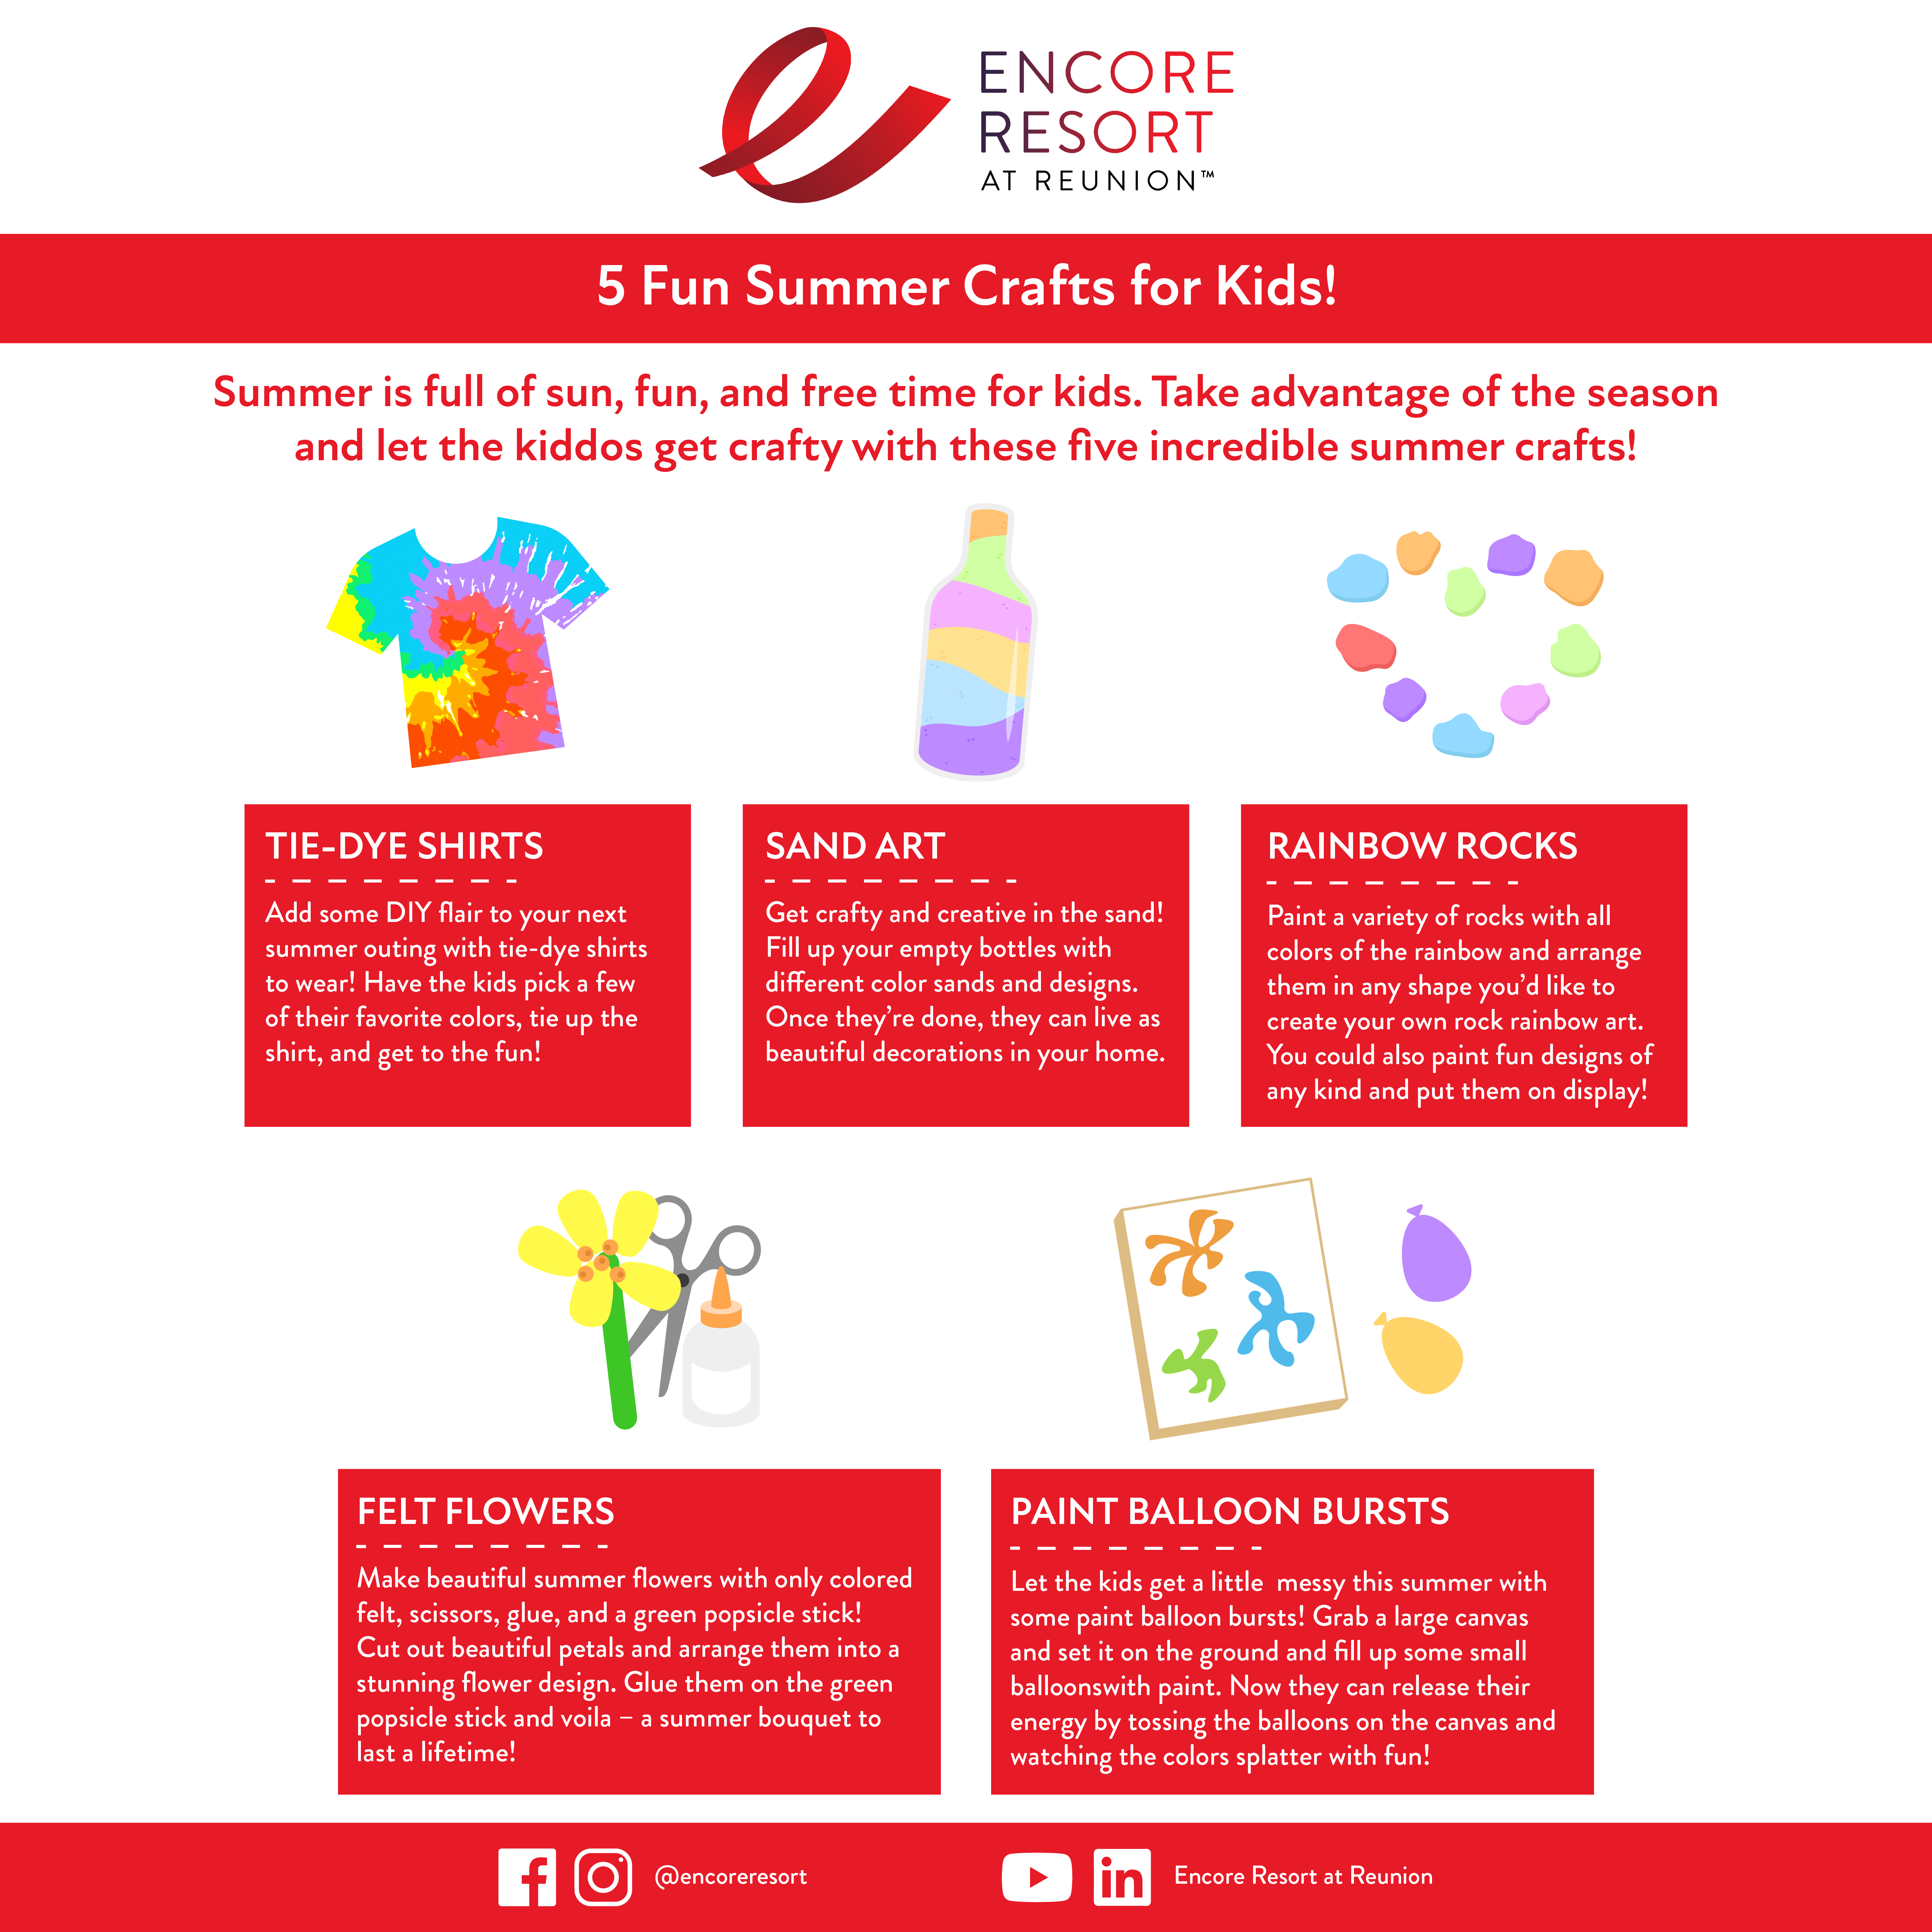 ENCORE
RESORT
AT REUNION™
5 Fun Summer Crafts for Kids!
Summer is full of sun, fun, and free time for kids. Take advantage of the season
and let the kiddos get crafty with these five incredible summer crafts!
TIE-DYE SHIRTS
Add some DIY flair to your next
summer outing with tie-dye shirts
to wear! Have the kids pick a few
of their favorite colors, tie up the
shirt, and get to the fun!
SAND ART
Get crafty and creative in the sand!
Fill up your empty bottles with
different color sands and designs.
Once they're done, they can live as
beautiful decorations in your home.
RAINBOW ROCKS
Paint a variety of rocks with all
colors of the rainbow and arrange
them in any shape you'd like to
create your own rock rainbow art.
You could also paint fun designs of
any kind and put them on display!
FELT FLOWERS
Make beautiful summer flowers with only colored
felt, scissors, glue, and a green popsicle stick!
Cut out beautiful petals and arrange them into a
stunning flower design. Glue them on the green
popsicle stick and voila – a summer bouquet to
last a lifetime!
PAINT BALLOON BURSTS
Let the kids get a little  messy this summer with
some paint balloon bursts! Grab a large canvas
and set it on the ground and fill up some small
balloonswith paint. Now they can release their
energy by tossing the balloons on the canvas and
watching the colors splatter with fun!
@encoreresort
Encore Resort at Reunion